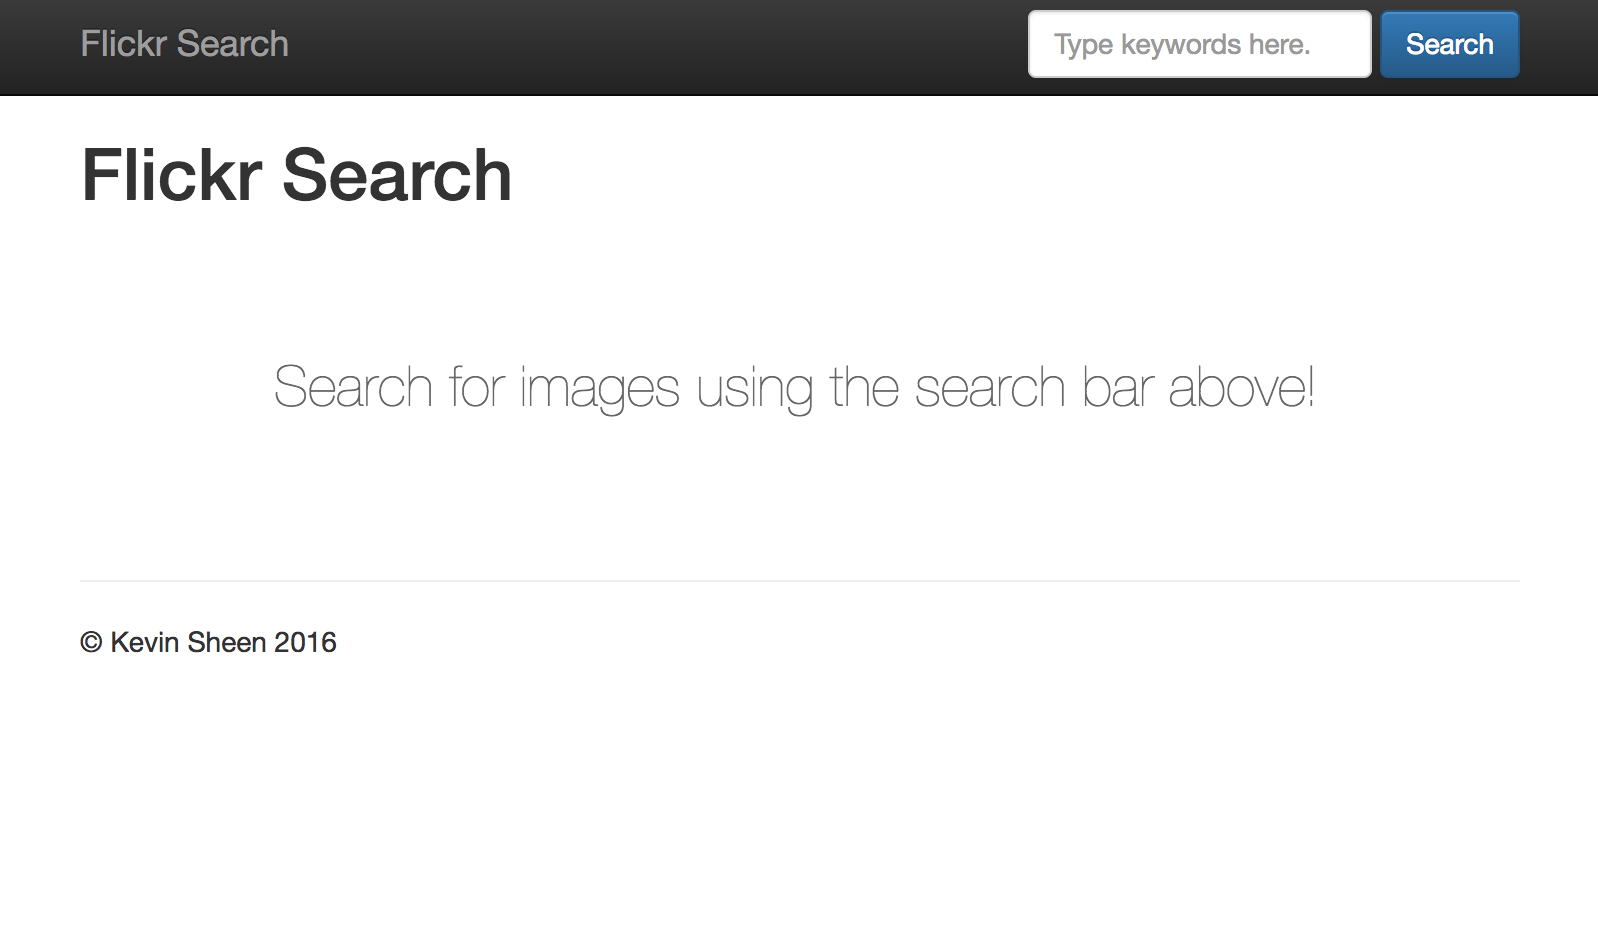 Flickr Search
Type keywords here.
Search
Flickr Search
Search for images using the search bar above!
© Kevin Sheen 2016